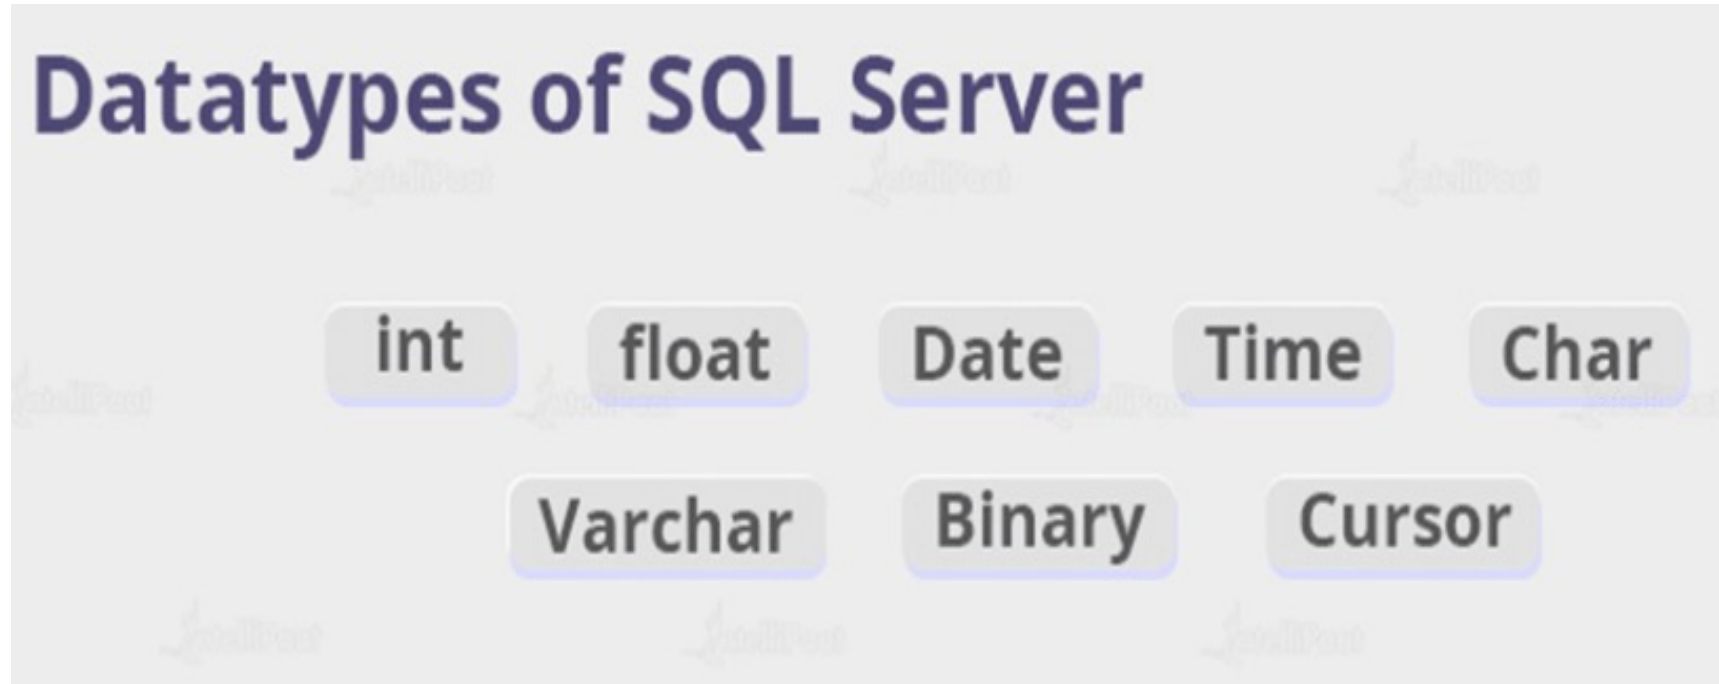 Datatypes of SQL Server
int float Date Time Char
Varchar Binary Cursor